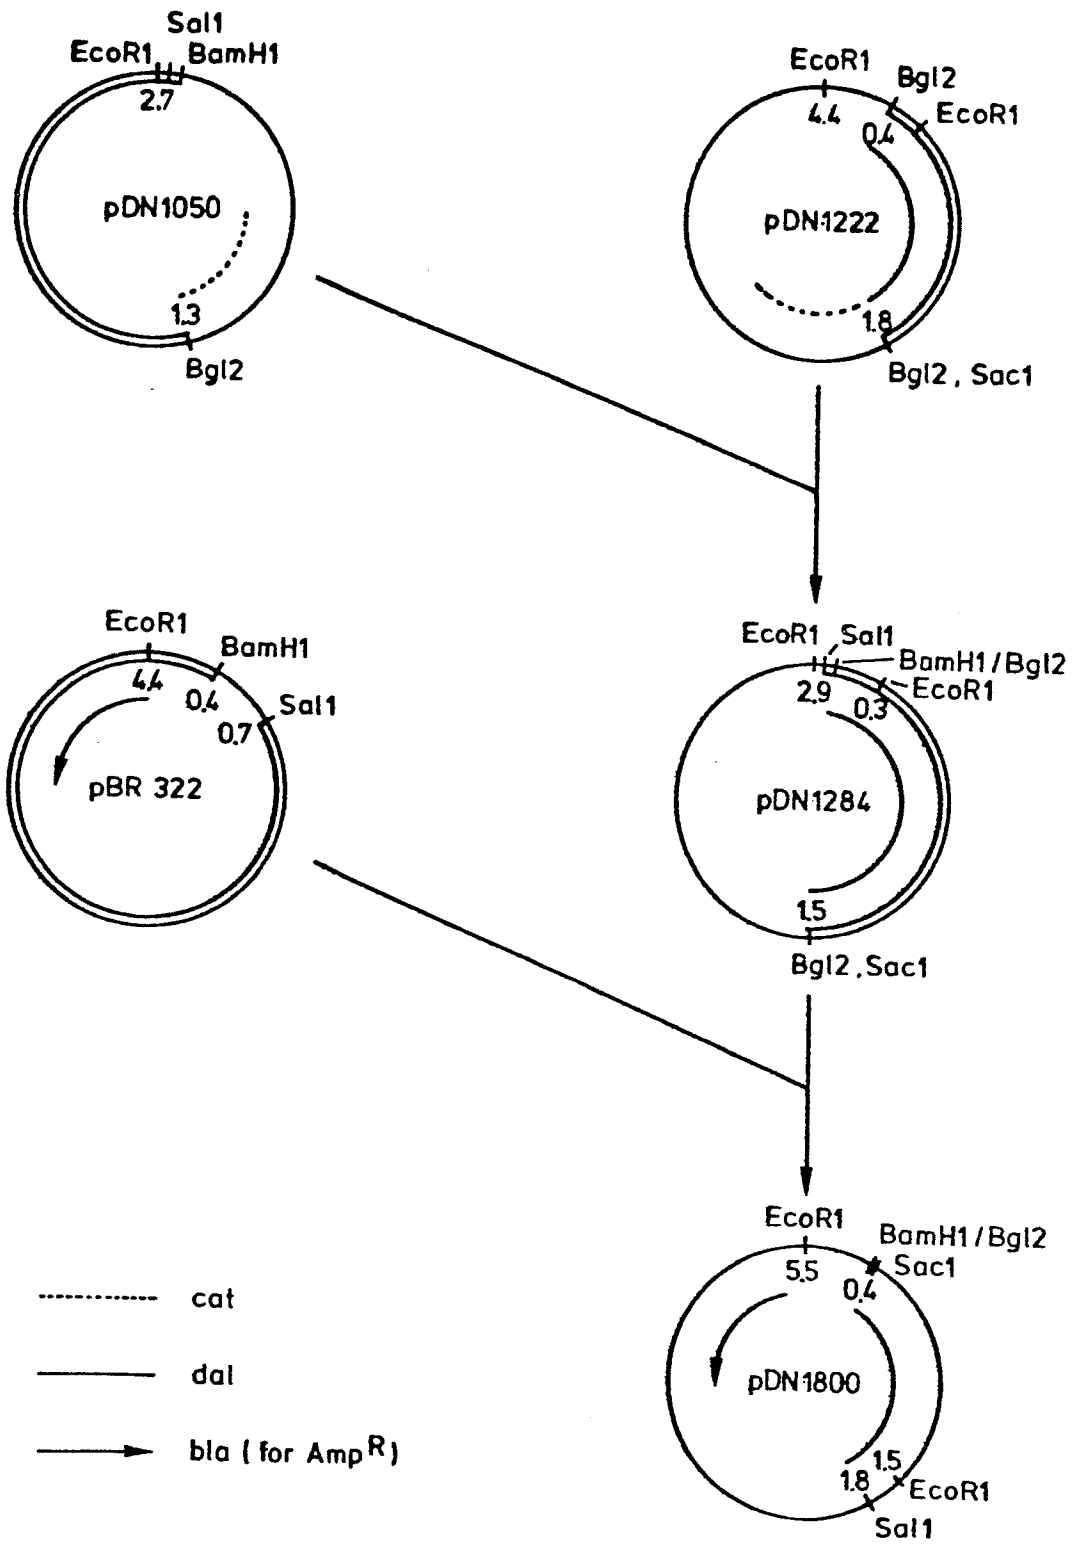 Sal1
EcoR1 BamH1
2.7
pDN1050
1.3
Bgl2
EcoR1
Bgl2
EcoR1
4.4
0.4
pDN1222
1.8
Bgl2, Sac1
EcoR1
BamH1
4.4
0.4
Sal1
0.7
pBR 322
EcoR1 Sal1
BamH1/Bgl2
EcoR1
2.9
0.3
pDN1284
1.5
Bgl2, Sac1
EcoR1
BamH1/Bgl2
Sac1
5.5
0.4
pDN1800
1.5
1.8
EcoR1
Sal1
cat
dal
bla (for Amp^R)